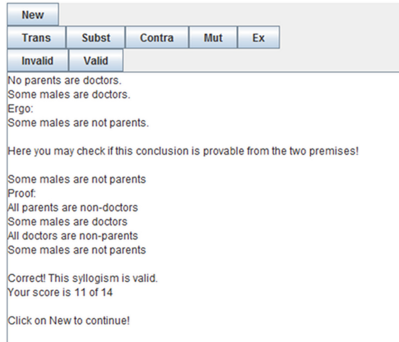 New
Trans Subst Contra Mut Ex
Invalid Valid
No parents are doctors.
Some males are doctors.
Ergo:
Some males are not parents.
Here you may check if this conclusion is provable from the two premises!
Some males are not parents
Proof:
All parents are non-doctors
Some males are doctors
All doctors are non-parents
Some males are not parents
Correct! This syllogism is valid.
Your score is 11 of 14
Click on New to continue!